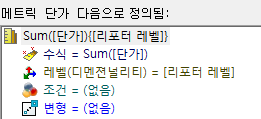 메트릭 단가 다음으로 정의됨:
Sum([단가]){[리포터 레벨]}
수식 = Sum([단가])
레벨(디멘젼널리티) = [리포터 레벨]
조건 = (없음)
변형 = (없음)